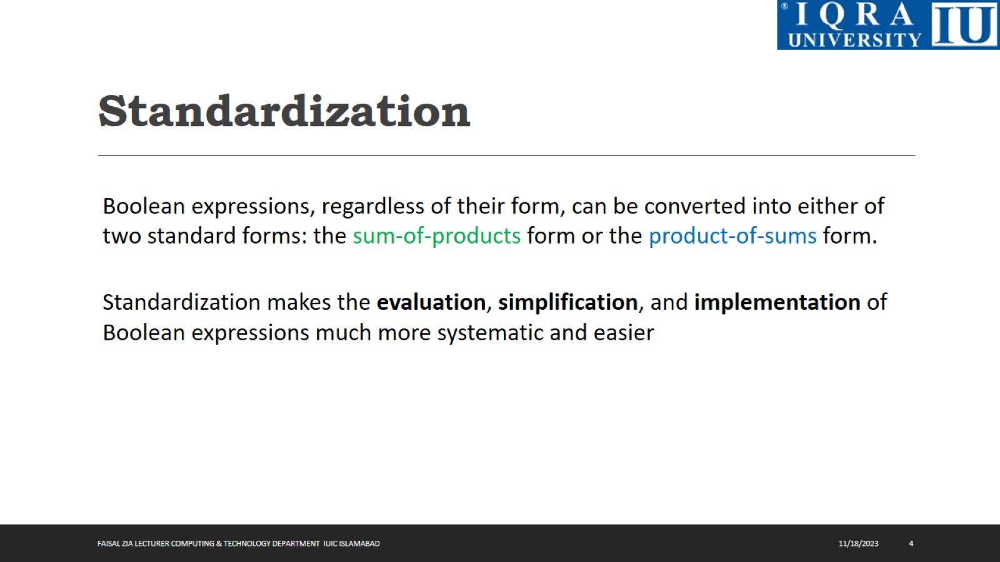 ® IQRA
UNIVERSITY IU
Standardization
Boolean expressions, regardless of their form, can be converted into either of
two standard forms: the sum-of-products form or the product-of-sums form.
Standardization makes the evaluation, simplification, and implementation of
Boolean expressions much more systematic and easier
FAISAL ZIA LECTURER COMPUTING & TECHNOLOGY DEPARTMENT IUIC ISLAMABAD 11/18/2023 4